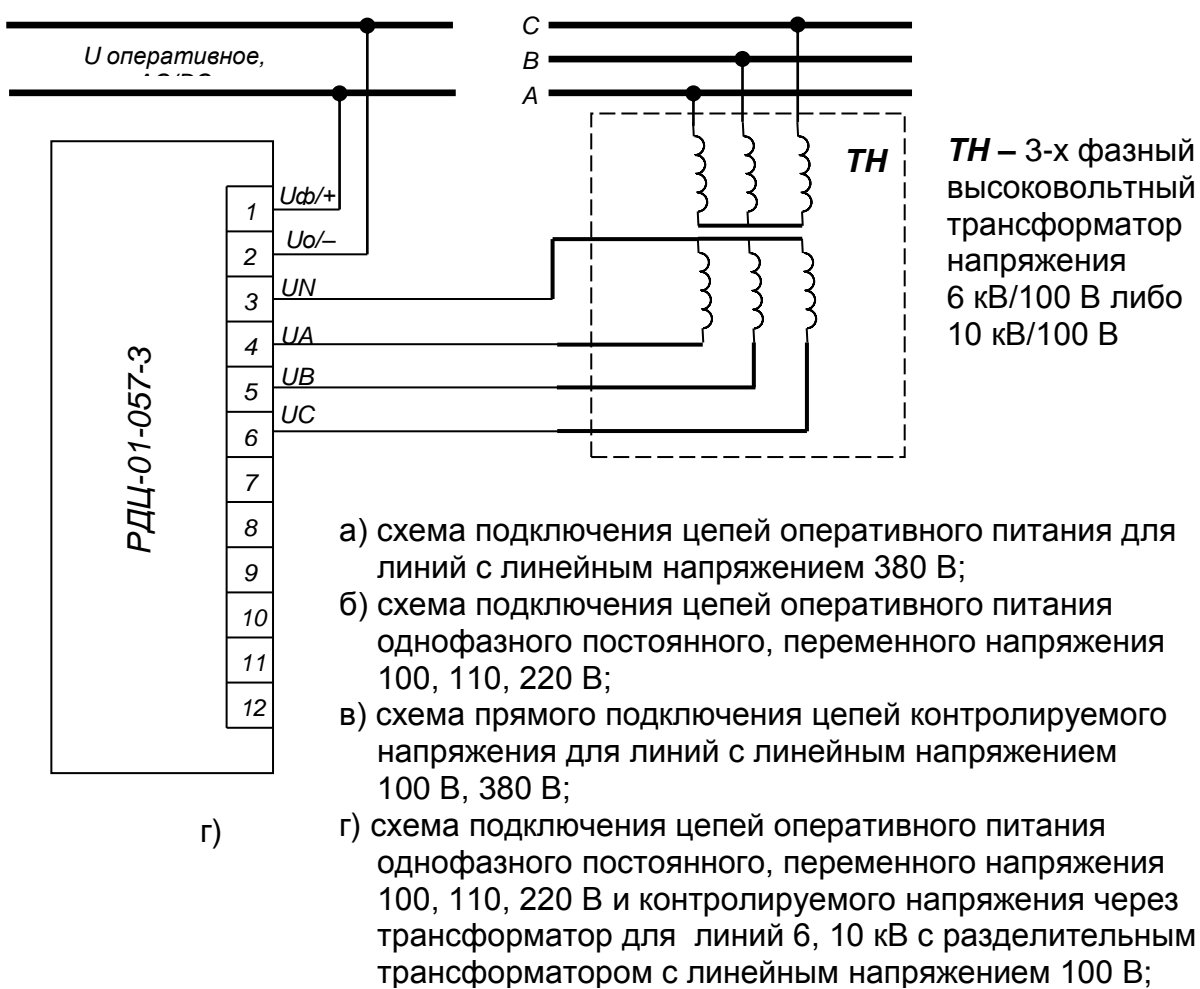 U оперативное,
C
B
A
ТН
ТН – 3-х фазный
высоковольтный
трансформатор
напряжения
6 кВ/100 В либо
10 кВ/100 В
РДЦ-01-057-3
1 Uф/+
2 Uo/–
3 UN
4 UA
5 UB
6 UC
7
8
9
10
11
12
г)
а) схема подключения цепей оперативного питания для
линий с линейным напряжением 380 В;
б) схема подключения цепей оперативного питания
однофазного постоянного, переменного напряжения
100, 110, 220 В;
в) схема прямого подключения цепей контролируемого
напряжения для линий с линейным напряжением
100 В, 380 В;
г) схема подключения цепей оперативного питания
однофазного постоянного, переменного напряжения
100, 110, 220 В и контролируемого напряжения через
трансформатор для линий 6, 10 кВ с разделительным
трансформатором с линейным напряжением 100 В;